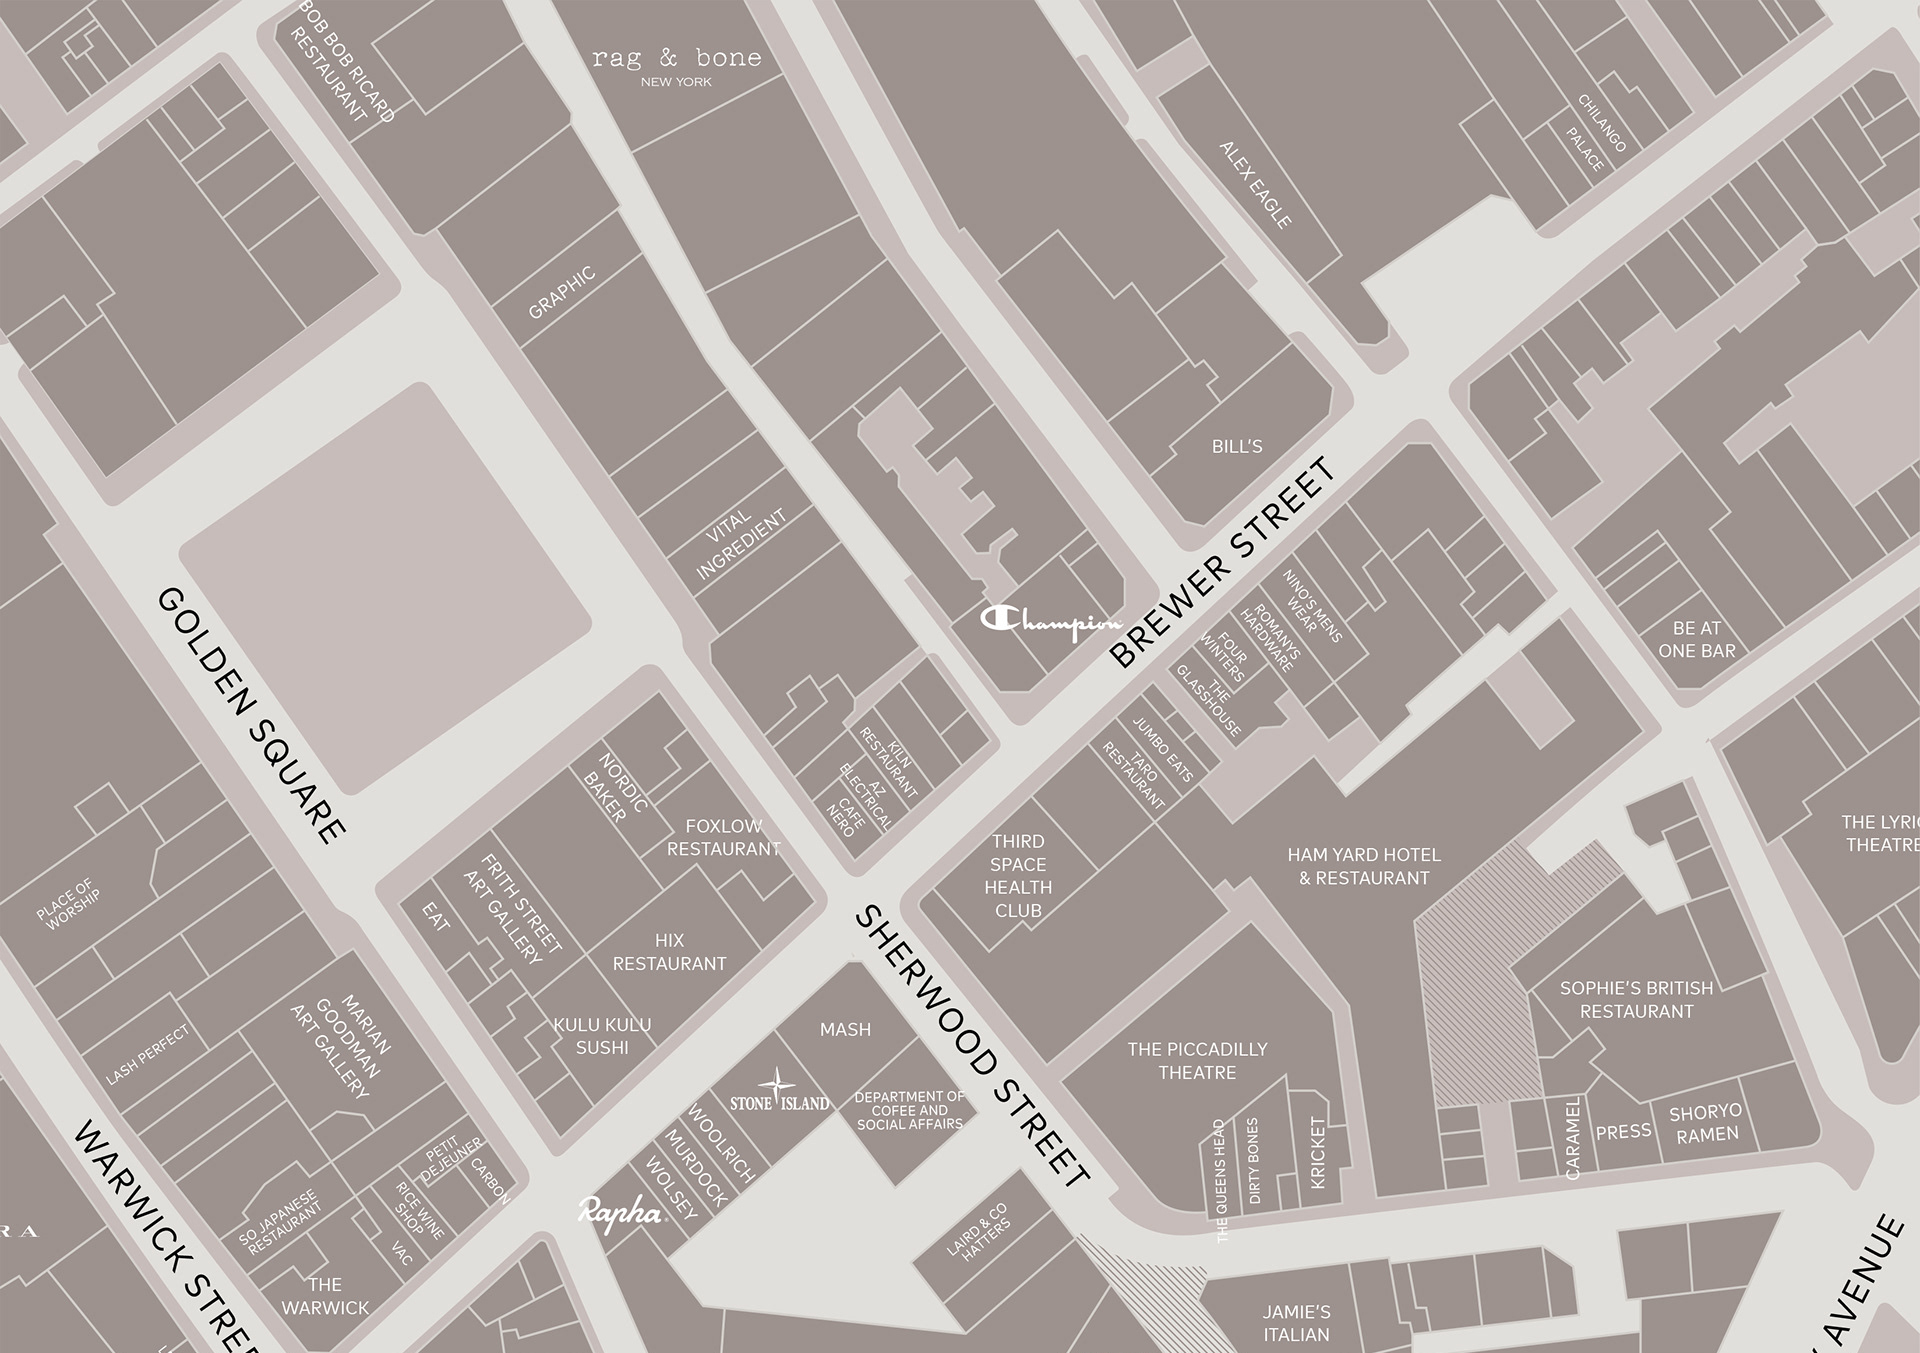 BOB BOB RICARD
RESTAURANT
rag & bone
NEW YORK
CHILANGO
PALACE
ALEX EAGLE
GRAPHIC
BILL'S
VITAL
INGREDIENT
Champion
BREWER STREET
NINO'S MENS
WEAR
ROMANYS
HARDWARE
FOUR
WINTERS
THE
GLASSHOUSE
BE AT
ONE BAR
GOLDEN SQUARE
JUMBO EATS
TARO
RESTAURANT
KILN
RESTAURANT
AZ
ELECTRICAL
CAFE
NERO
NORDIC
BAKER
FOXLOW
RESTAURANT
THIRD
SPACE
HEALTH
CLUB
HAM YARD HOTEL
& RESTAURANT
THE LYRIC
THEATRE
PLACE OF
WORSHIP
EAT
FRITH STREET
ART GALLERY
HIX
RESTAURANT
SHERWOOD STREET
SOPHIE'S BRITISH
RESTAURANT
MARIAN
GOODMAN
ART GALLERY
KULU KULU
SUSHI
MASH
LASH PERFECT
THE PICCADILLY
THEATRE
STONE ISLAND
DEPARTMENT OF
COFEE AND
SOCIAL AFFAIRS
WOOLRICH
MURDOCK
WOLSEY
Rapha
THE QUEENS HEAD
DIRTY BONES
KRICKET
CARAMEL
PRESS
SHORYO
RAMEN
WARWICK STREE
PETIT
DEJEUNER
CARBON
RICE WINE
SHOP
VAC
SO JAPANESE
RESTAURANT
THE
WARWICK
LAIRD & CO
HATTERS
JAMIE'S
ITALIAN
AVENUE
RA